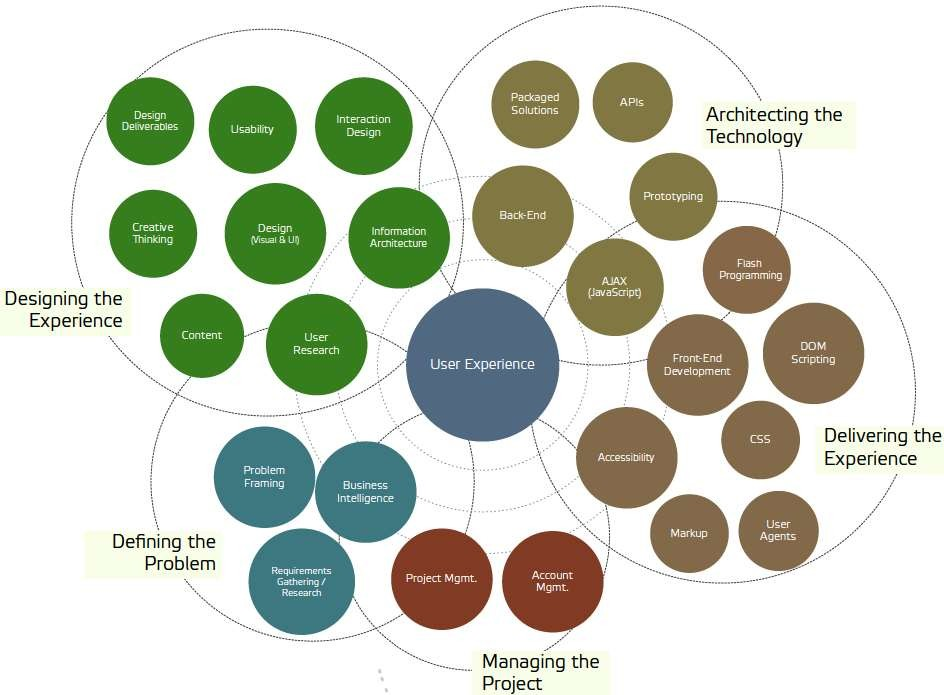 Design
Deliverables
Usability
Interaction
Design
Creative
Thinking
Design
(Visual & UI)
Information
Architecture
Content
User
Research
Designing the
Experience
Packaged
Solutions
APIs
Back-End
Prototyping
AJAX
(JavaScript)
Architecting the
Technology
User Experience
Flash
Programming
Front-End
Development
DOM
Scripting
Accessibility
CSS
Markup
User
Agents
Delivering the
Experience
Problem
Framing
Business
Intelligence
Requirements
Gathering /
Research
Defining the
Problem
Project Mgmt.
Account
Mgmt.
Managing the
Project